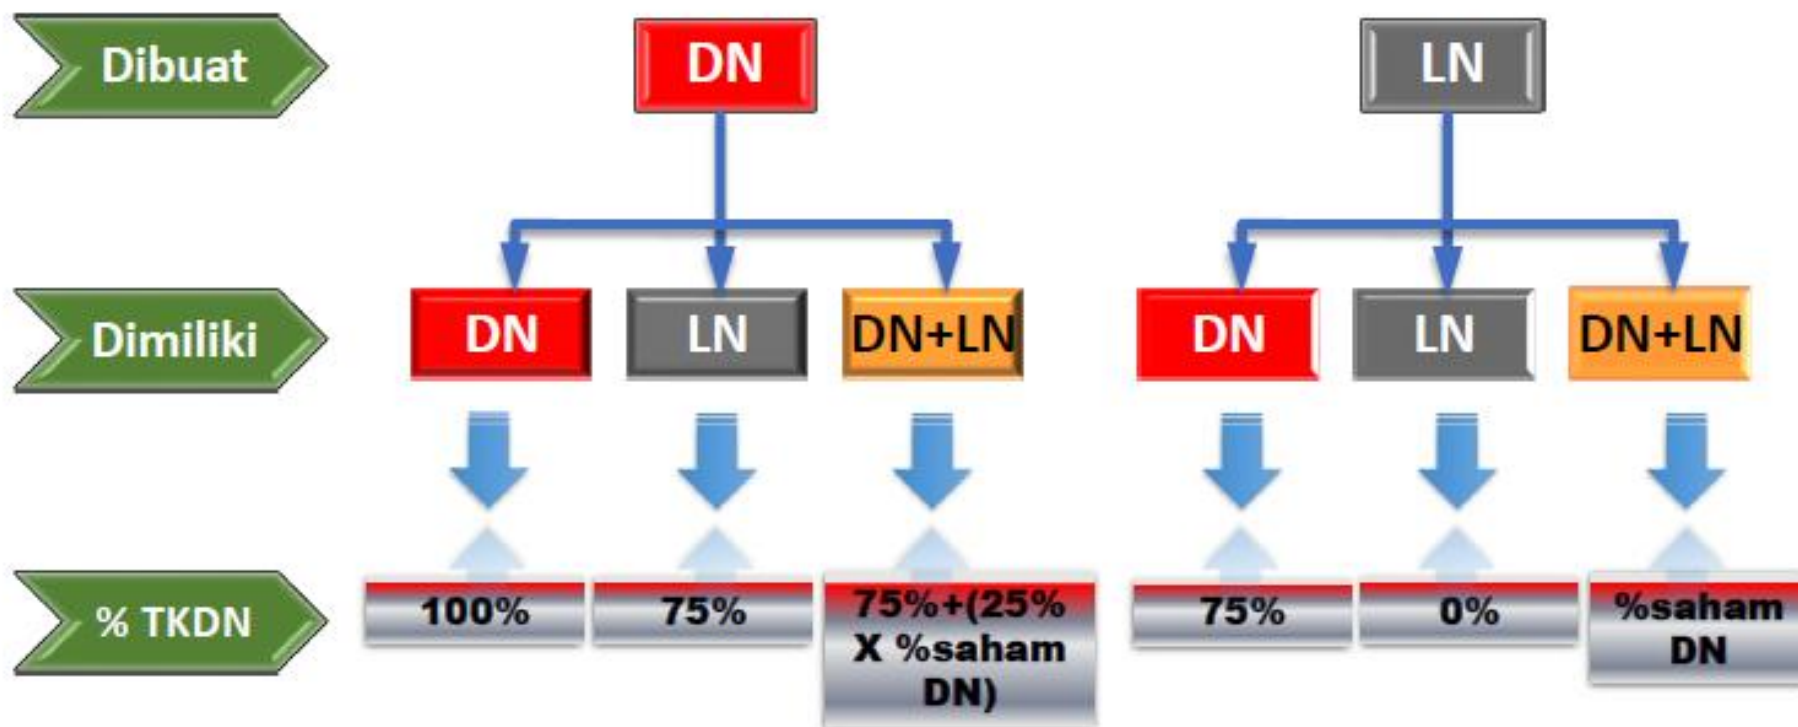 Dibuat
DN
LN
Dimiliki
DN
LN
DN+LN
DN
LN
DN+LN
% TKDN
100%
75%
75%+(25%
X %saham
DN)
75%
0%
%saham
DN